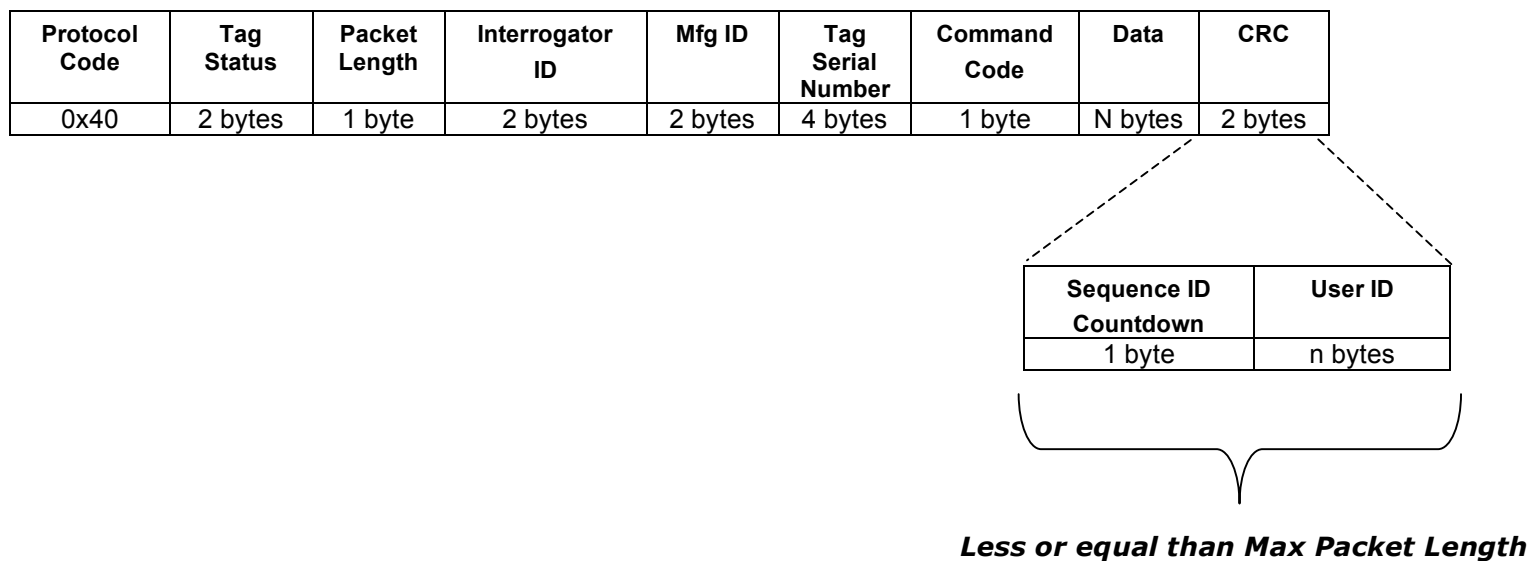 Protocol Code Tag Status Packet Length Interrogator ID Mfg ID Tag Serial Number Command Code Data CRC
0x40 2 bytes 1 byte 2 bytes 2 bytes 4 bytes 1 byte N bytes 2 bytes
Sequence ID Countdown User ID
1 byte n bytes
Less or equal than Max Packet Length